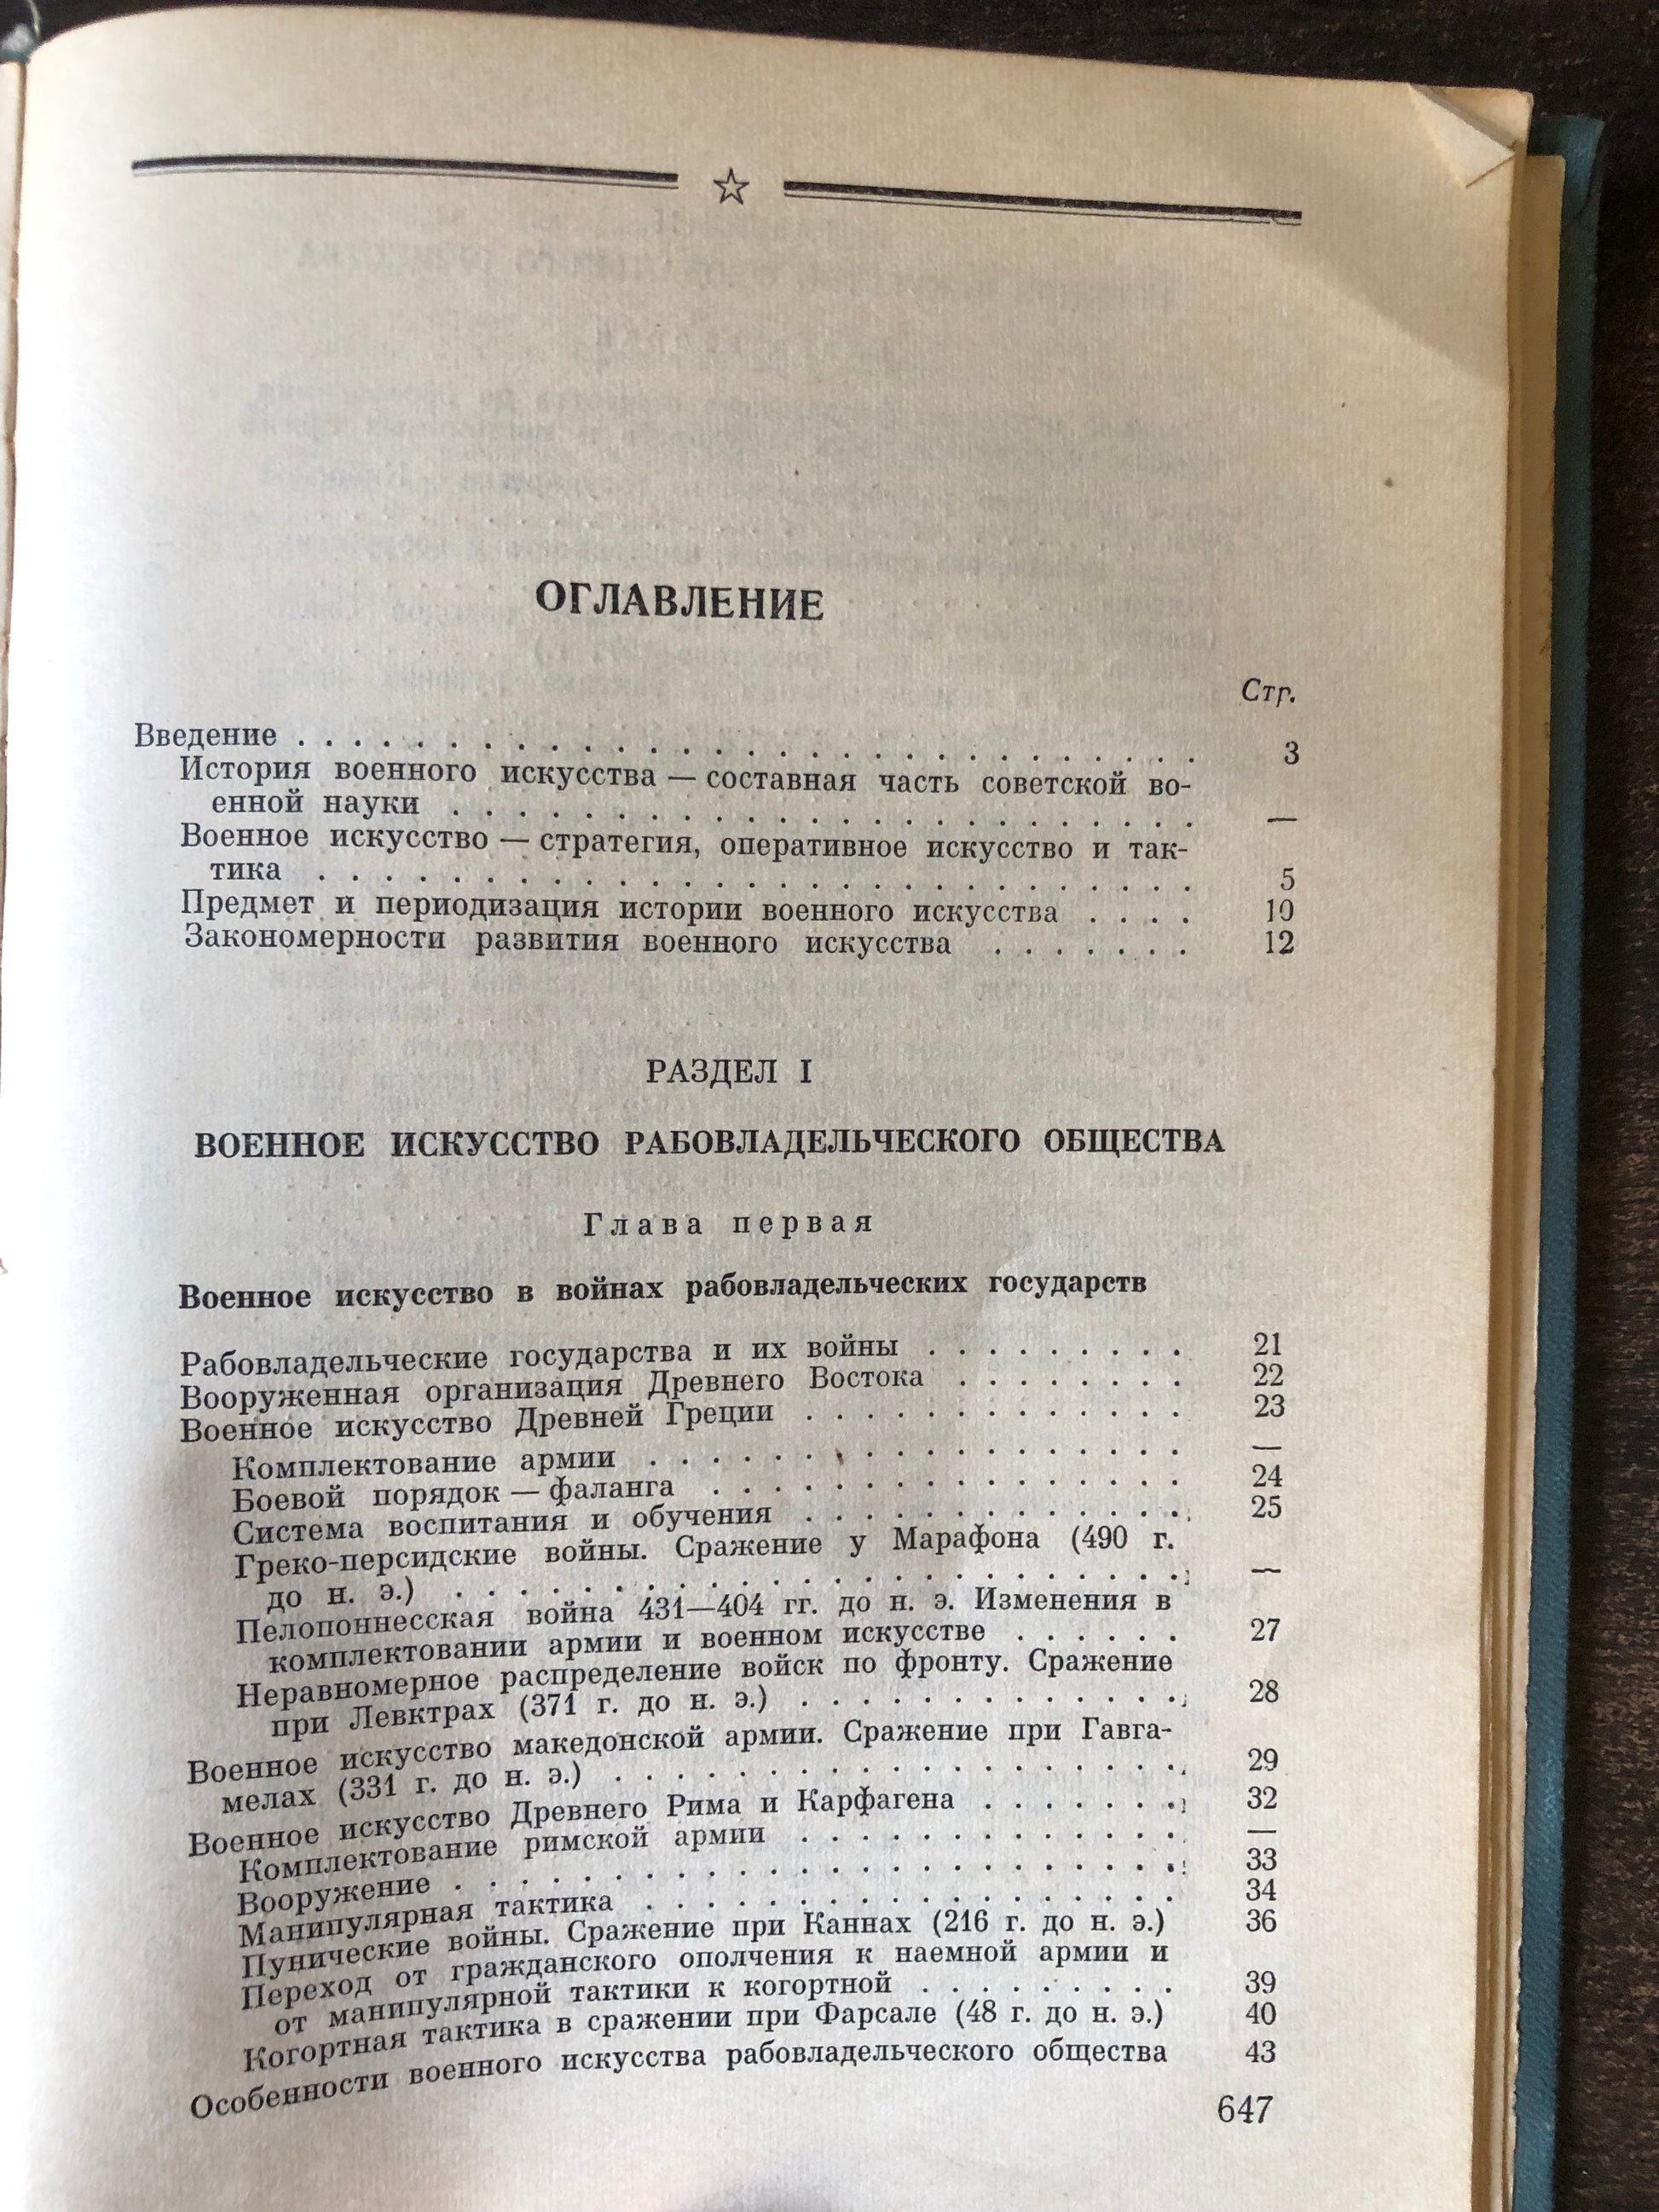 ОГЛАВЛЕНИЕ
Стр.
Введение . . . . . . . . . . . . . . . . . . . . . . . . . . . 3
История военного искусства — составная часть советской во-
енной науки . . . . . . . . . . . . . . . . . . . . . . . —
Военное искусство — стратегия, оперативное искусство и так-
тика . . . . . . . . . . . . . . . . . . . . . . . . . . . 5
Предмет и периодизация истории военного искусства . . . . 10
Закономерности развития военного искусства . . . . . . . 12
РАЗДЕЛ I
ВОЕННОЕ ИСКУССТВО РАБОВЛАДЕЛЬЧЕСКОГО ОБЩЕСТВА
Глава первая
Военное искусство в войнах рабовладельческих государств
Рабовладельческие государства и их войны . . . . . . . . . 21
Вооруженная организация Древнего Востока . . . . . . . . 22
Военное искусство Древней Греции . . . . . . . . . . . . . 23
Комплектование армии . . . . . . . . . . . . . . . . . . —
Боевой порядок — фаланга . . . . . . . . . . . . . . . . 24
Система воспитания и обучения . . . . . . . . . . . . . 25
Греко-персидские войны. Сражение у Марафона (490 г.
до н. э.) . . . . . . . . . . . . . . . . . . . . . . . . —
Пелопоннесская война 431—404 гг. до н. э. Изменения в
комплектовании армии и военном искусстве . . . . . . 27
Неравномерное распределение войск по фронту. Сражение
при Левктрах (371 г. до н. э.) . . . . . . . . . . . . . 28
Военное искусство македонской армии. Сражение при Гавга-
мелах (331 г. до н. э.) . . . . . . . . . . . . . . . . . . . 29
Военное искусство Древнего Рима и Карфагена . . . . . . . 32
Комплектование римской армии . . . . . . . . . . . . . —
Вооружение . . . . . . . . . . . . . . . . . . . . . . . . 33
Манипулярная тактика . . . . . . . . . . . . . . . . . . 34
Пунические войны. Сражение при Каннах (216 г. до н. э.) 36
Переход от гражданского ополчения к наемной армии и
от манипулярной тактики к когортной . . . . . . . . . 39
Когортная тактика в сражении при Фарсале (48 г. до н. э.) 40
Особенности военного искусства рабовладельческого общества 43
647